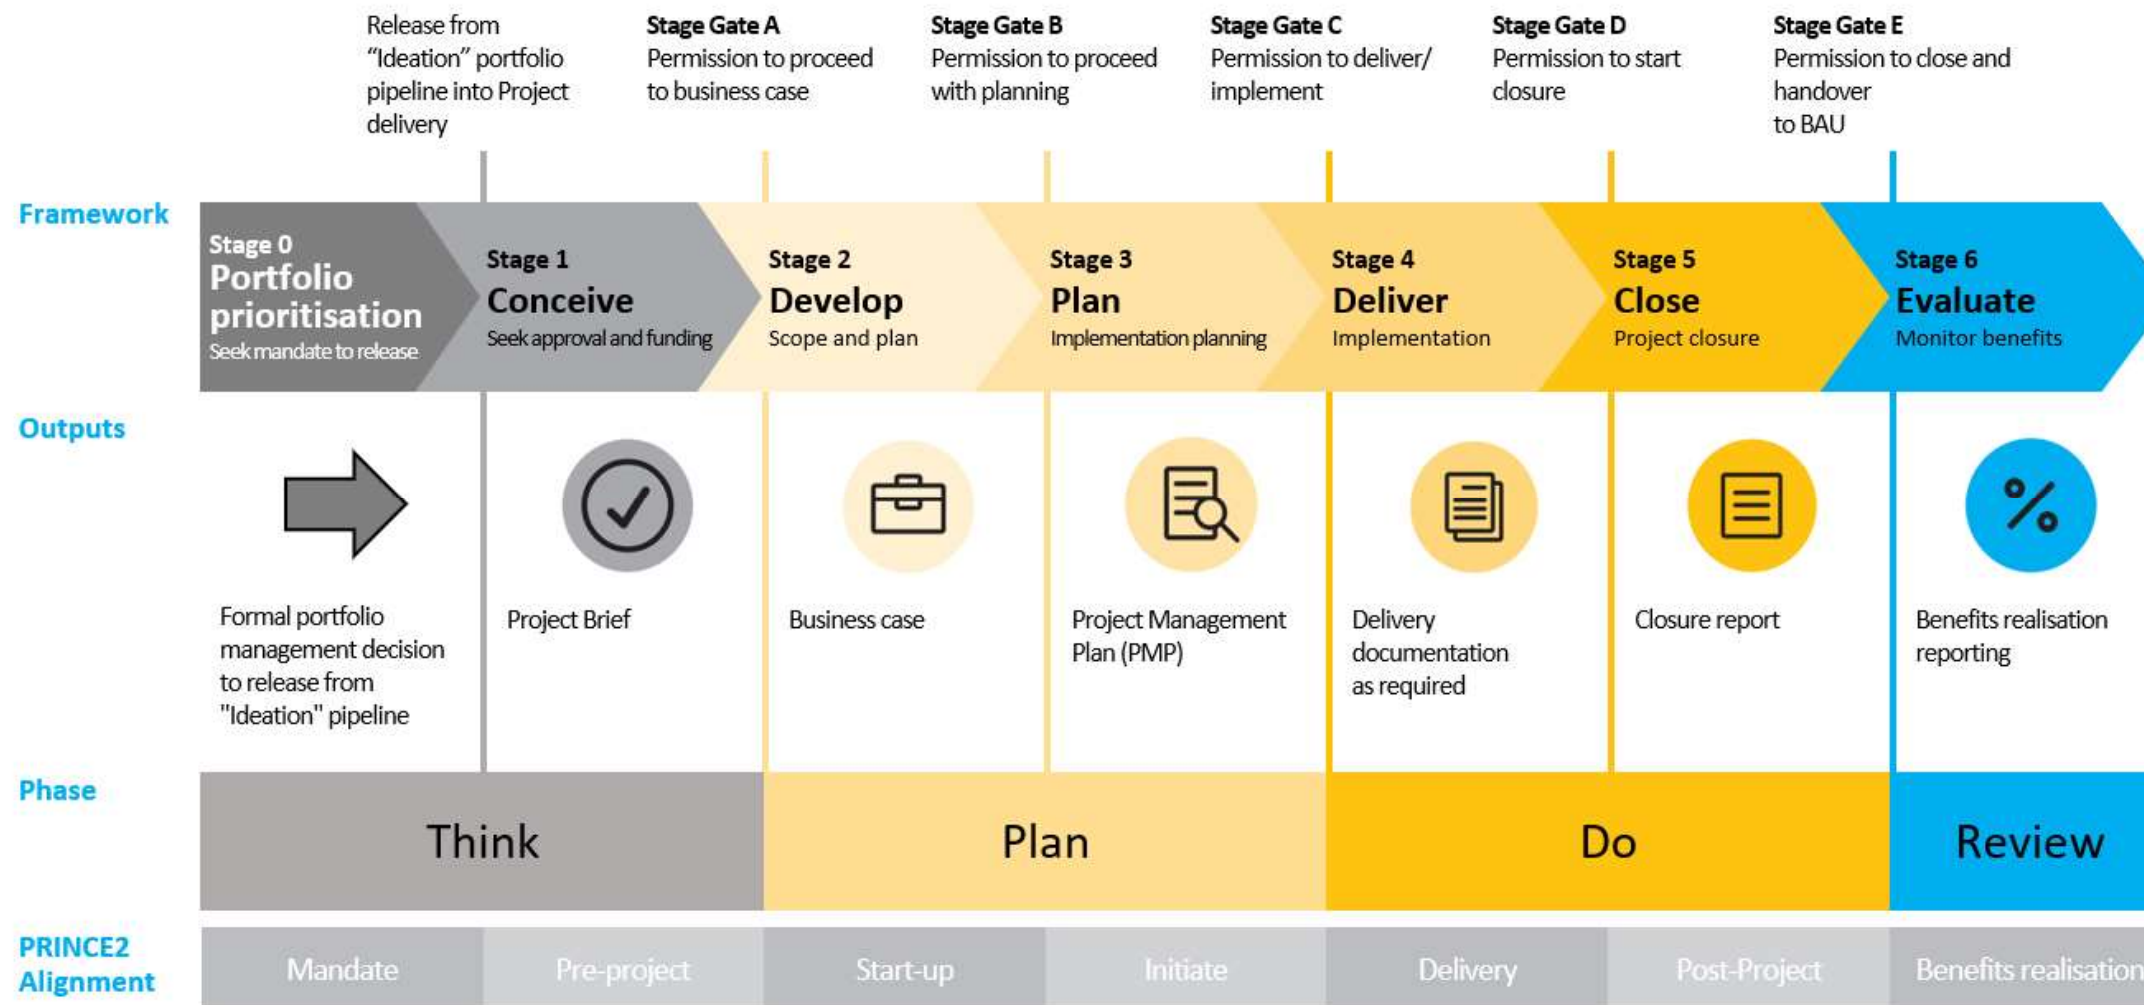 Release from
“Ideation” portfolio
pipeline into Project
delivery
Stage Gate A
Permission to proceed
to business case
Stage Gate B
Permission to proceed
with planning
Stage Gate C
Permission to deliver/
implement
Stage Gate D
Permission to start
closure
Stage Gate E
Permission to close and
handover
to BAU
Framework
Stage 0
Portfolio
prioritisation
Seek mandate to release
Stage 1
Conceive
Seek approval and funding
Stage 2
Develop
Scope and plan
Stage 3
Plan
Implementation planning
Stage 4
Deliver
Implementation
Stage 5
Close
Project closure
Stage 6
Evaluate
Monitor benefits
Outputs
Formal portfolio
management decision
to release from
"Ideation" pipeline
Project Brief
Business case
Project Management
Plan (PMP)
Delivery
documentation
as required
Closure report
Benefits realisation
reporting
Phase
Think
Plan
Do
Review
PRINCE2
Alignment
Mandate
Pre-project
Start-up
Initiate
Delivery
Post-Project
Benefits realisation